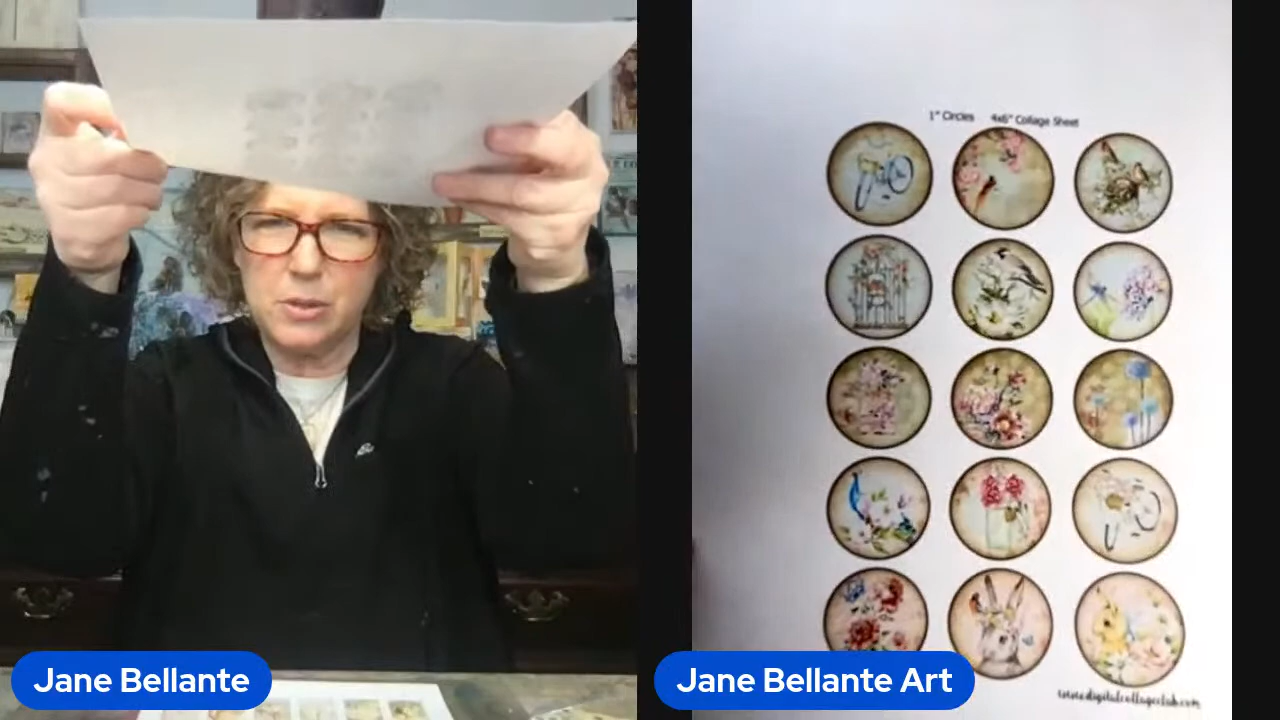 1" Circles 4x6" Collage Sheet
www.digitalcollageclub.com
Jane Bellante
Jane Bellante Art